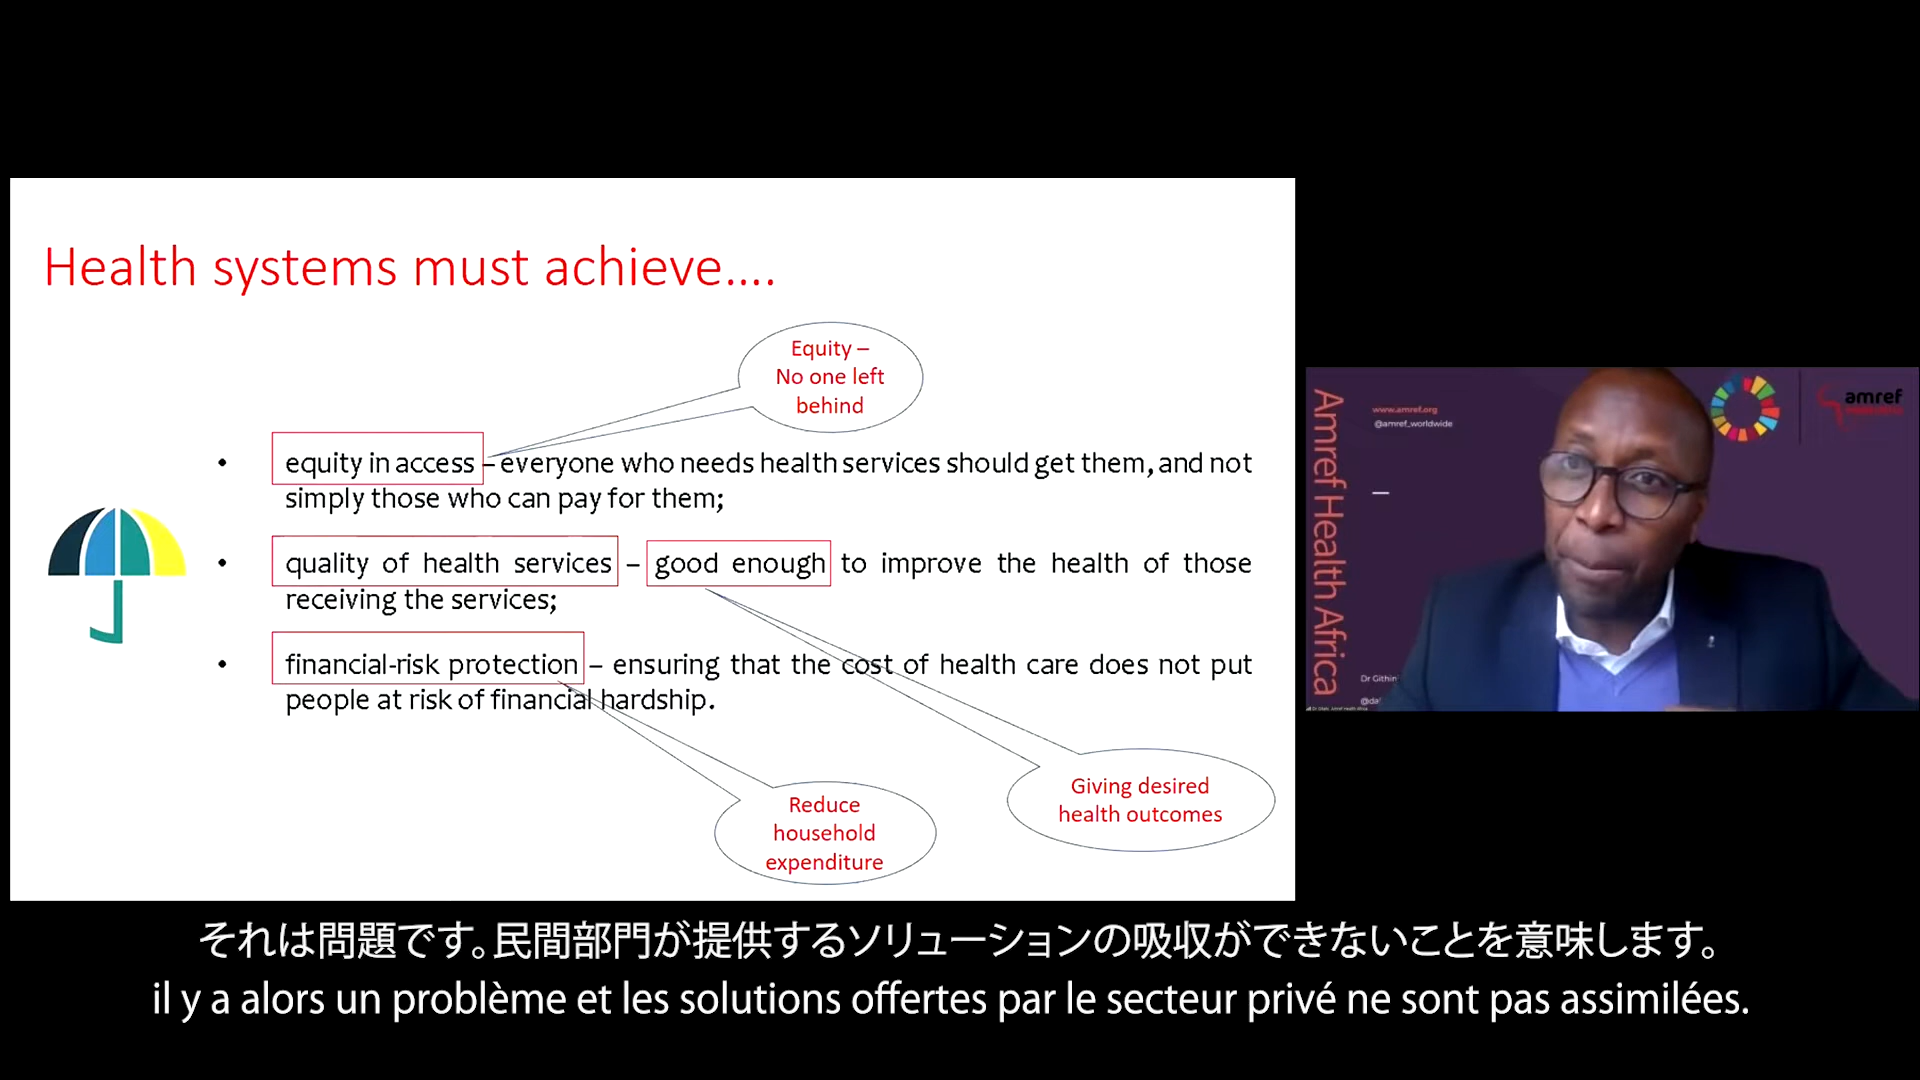 Health systems must achieve....
Equity –
No one left
behind
• equity in access – everyone who needs health services should get them, and not
simply those who can pay for them;
• quality of health services – good enough to improve the health of those
receiving the services;
• financial-risk protection – ensuring that the cost of health care does not put
people at risk of financial hardship.
Giving desired
health outcomes
Reduce
household
expenditure
Amref Health Africa
www.amref.org
@amref_worldwide
amref
Dr Githin
@da
それは問題です。民間部門が提供するソリューションの吸収ができないことを意味します。
il y a alors un problème et les solutions offertes par le secteur privé ne sont pas assimilées.